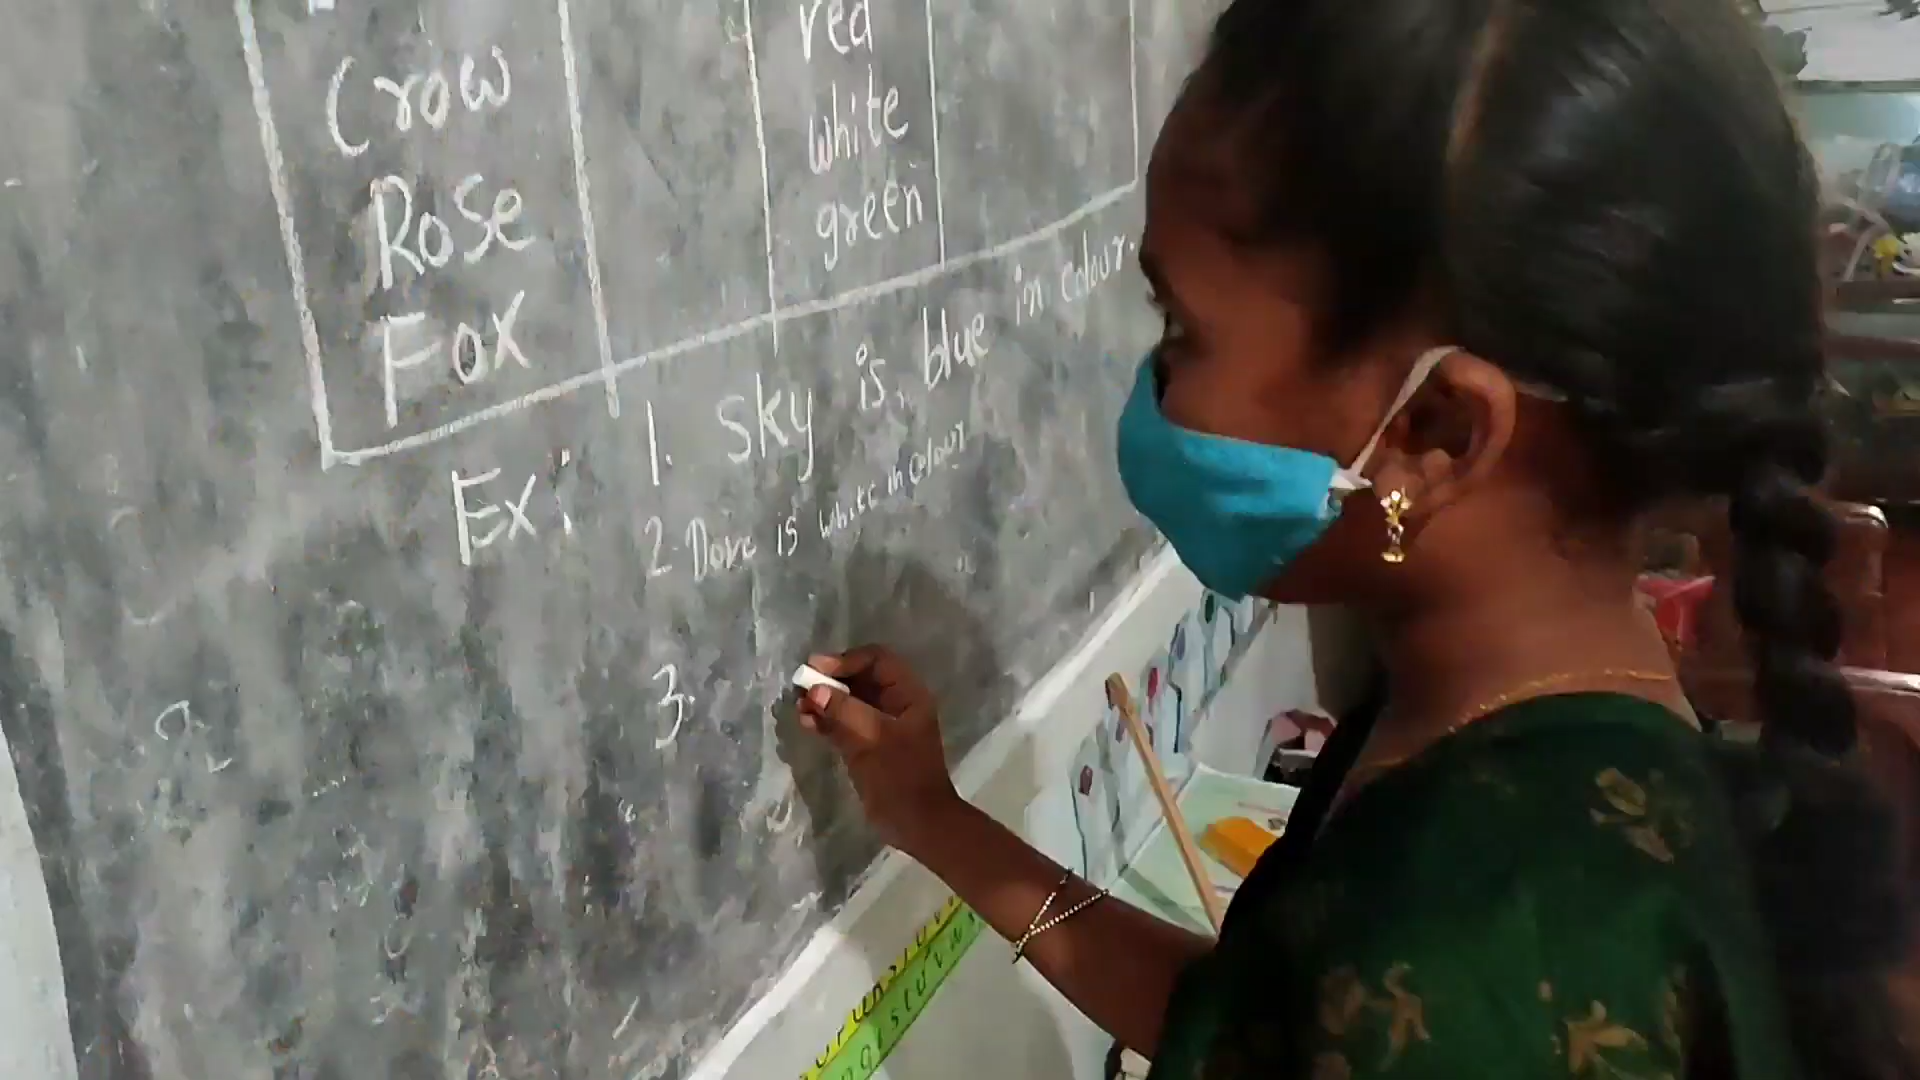 Crow
Rose
Fox
red
white
green
Ex:
1. Sky is blue in colour.
2. Dove is white in colour
3.